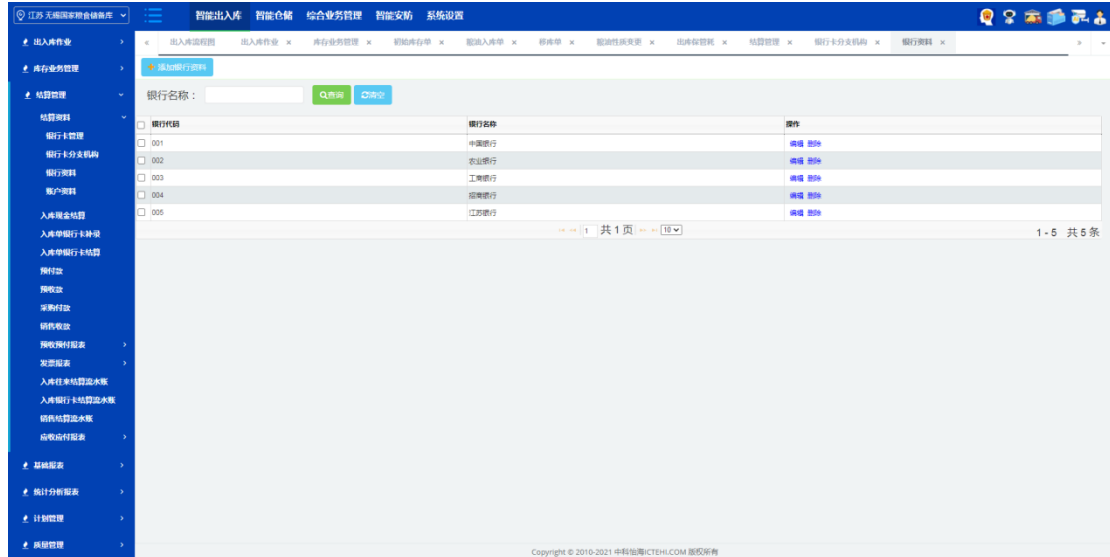 江苏 无锡国家粮食储备库
智能出入库 智能仓储 综合业务管理 智能安防 系统设置
出入库作业
库存业务管理
结算管理
结算资料
银行卡管理
银行卡分支机构
银行资料
账户资料
入库现金结算
入库单银行卡补录
入库单银行卡结算
预付款
预收款
采购付款
销售收款
预收预付报表
发票报表
入库往来结算流水账
入库银行卡结算流水账
销售结算流水账
应收应付报表
基础报表
统计分析报表
计划管理
质量管理
« 出入库流程图 出入库作业 × 库存业务管理 × 初始库存单 × 粮油入库单 × 移库单 × 粮油性质变更 × 出库保管耗 × 结算管理 × 银行卡分支机构 × 银行资料 × »
+ 添加银行资料
银行名称： 查询 清空
银行代码 银行名称 操作
001 中国银行 编辑 删除
002 农业银行 编辑 删除
003 工商银行 编辑 删除
004 招商银行 编辑 删除
005 江苏银行 编辑 删除
1 共 1 页 10 1 - 5 共 5 条
Copyright © 2010-2021 中科怡海ICTEHI.COM 版权所有